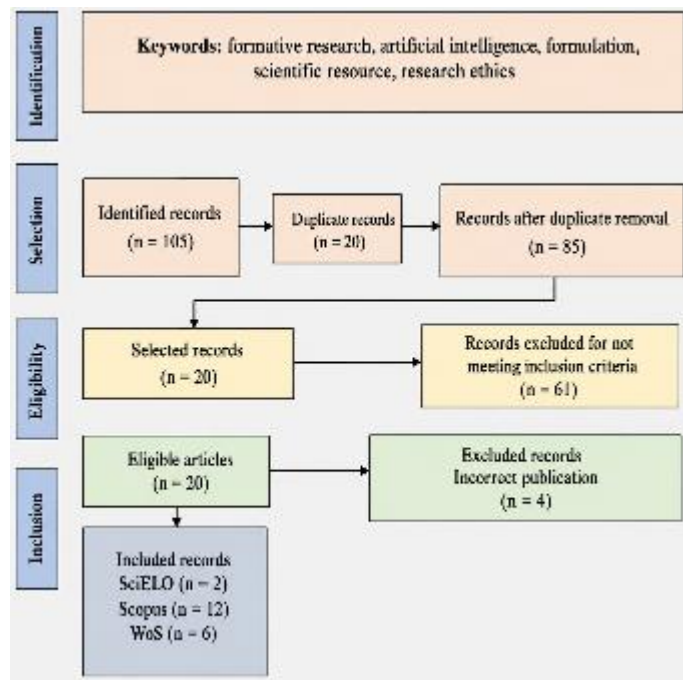 Identification
Keywords: formative research, artificial intelligence, formulation,
scientific resource, research ethics
Selection
Identified records
(n = 105)
Duplicate records
(n = 20)
Records after duplicate removal
(n = 85)
Eligibility
Selected records
(n = 20)
Records excluded for not
meeting inclusion criteria
(n = 61)
Inclusion
Eligible articles
(n = 20)
Excluded records
Incorrect publication
(n = 4)
Included records
SciELO (n = 2)
Scopus (n = 12)
WoS (n = 6)